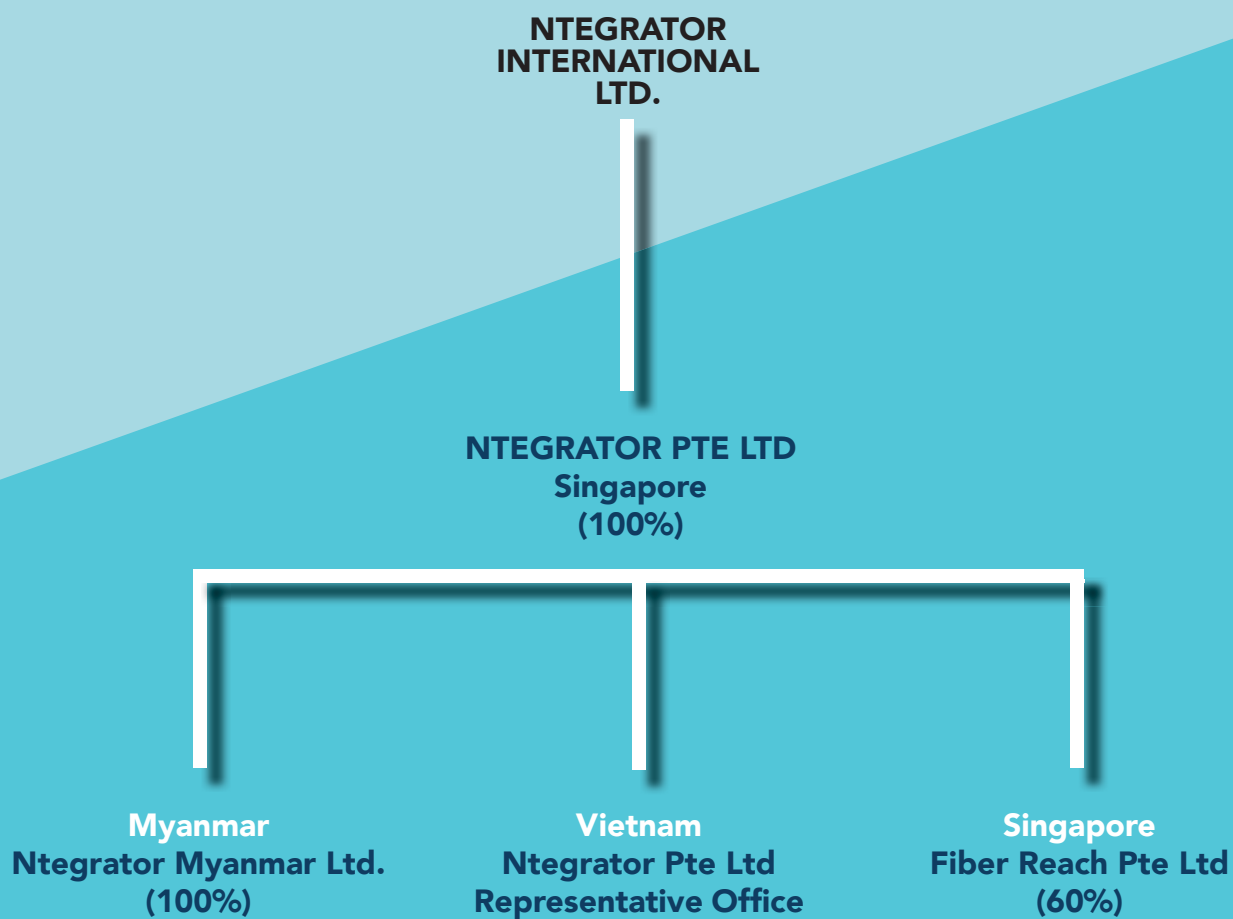 NTEGRATOR
INTERNATIONAL
LTD.
NTEGRATOR PTE LTD
Singapore
(100%)
Myanmar
Ntegrator Myanmar Ltd.
(100%)
Vietnam
Ntegrator Pte Ltd
Representative Office
Singapore
Fiber Reach Pte Ltd
(60%)